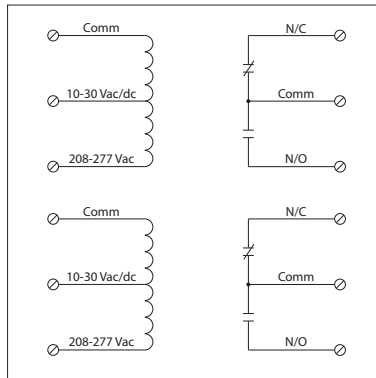 Comm
N/C
10-30 Vac/dc
Comm
208-277 Vac
N/O
Comm
N/C
10-30 Vac/dc
Comm
208-277 Vac
N/O